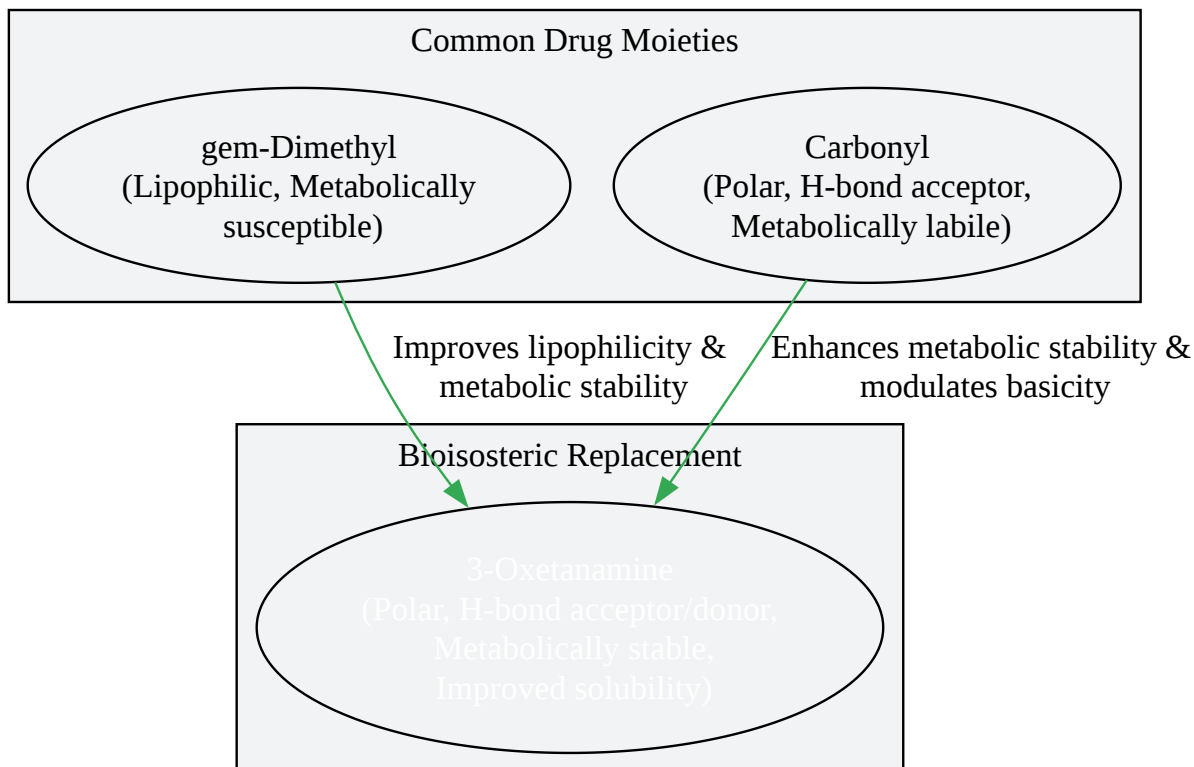 Common Drug Moieties
gem-Dimethyl
(Lipophilic, Metabolically
susceptible)
Carbonyl
(Polar, H-bond acceptor,
Metabolically labile)
Improves lipophilicity &
metabolic stability
Enhances metabolic stability &
modulates basicity
Bioisosteric Replacement
3-Oxetanamine
(Polar, H-bond acceptor/donor,
Metabolically stable,
Improved solubility)